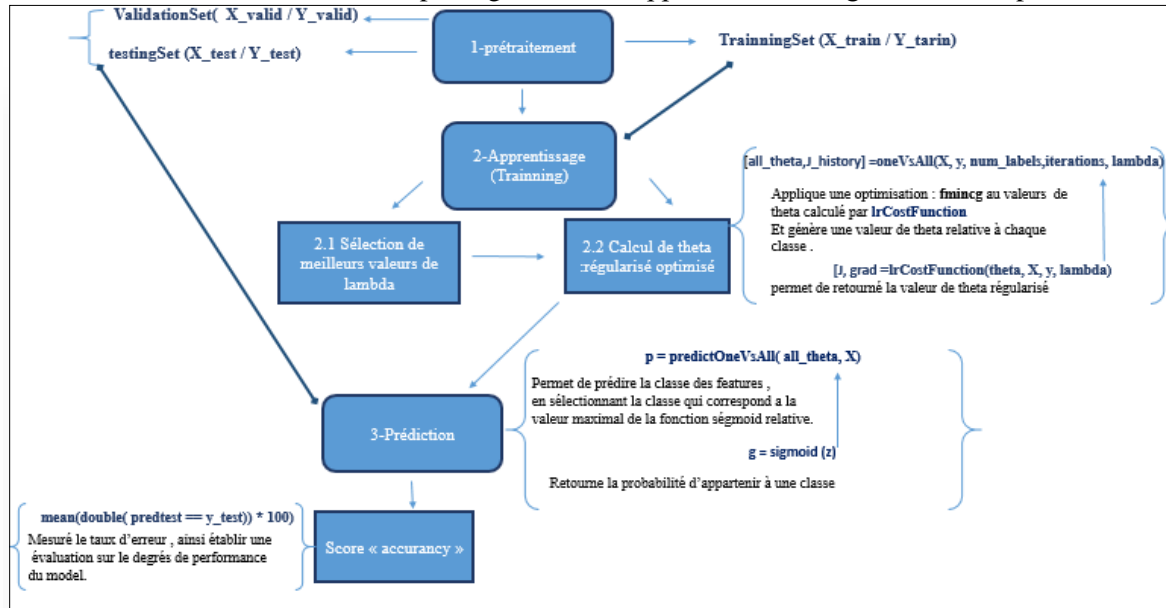 ValidationSet( X_valid / Y_valid)
testingSet (X_test / Y_test)
1-prétraitement
TrainningSet (X_train / Y_tarin)
2-Apprentissage
(Trainning)
2.1 Sélection de
meilleurs valeurs de
lambda
2.2 Calcul de theta
:régularisé optimisé
[all_theta,J_history] =oneVsAll(X, y, num_labels,iterations, lambda)
Applique une optimisation : fmincg au valeurs de
theta calculé par lrCostFunction
Et génère une valeur de theta relative à chaque
classe .
[J, grad =lrCostFunction(theta, X, y, lambda)
permet de retourné la valeur de theta régularisé
3-Prédiction
p = predictOneVsAll( all_theta, X)
Permet de prédire la classe des features ,
en sélectionnant la classe qui correspond a la
valeur maximal de la fonction ségmoid relative.
g = sigmoid (z)
Retourne la probabilité d’appartenir à une classe
mean(double( predtest == y_test)) * 100)
Mesuré le taux d’erreur , ainsi établir une
évaluation sur le degrés de performance
du model.
Score « accurancy »